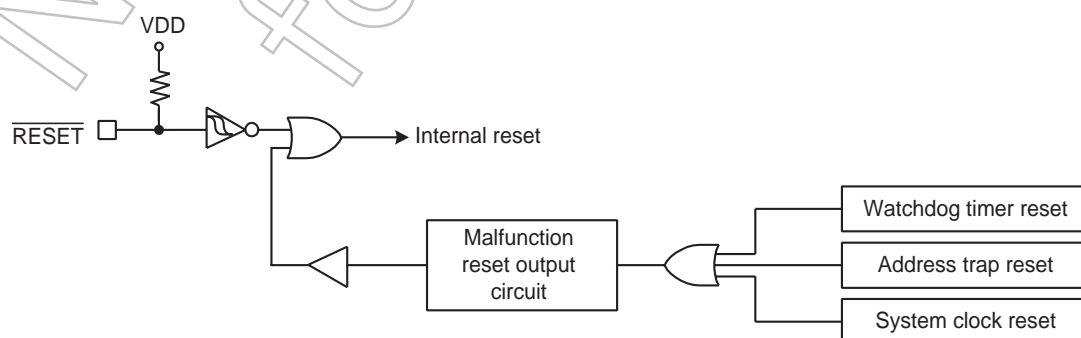 VDD
RESET
Internal reset
Watchdog timer reset
Malfunction
reset output
circuit
Address trap reset
System clock reset